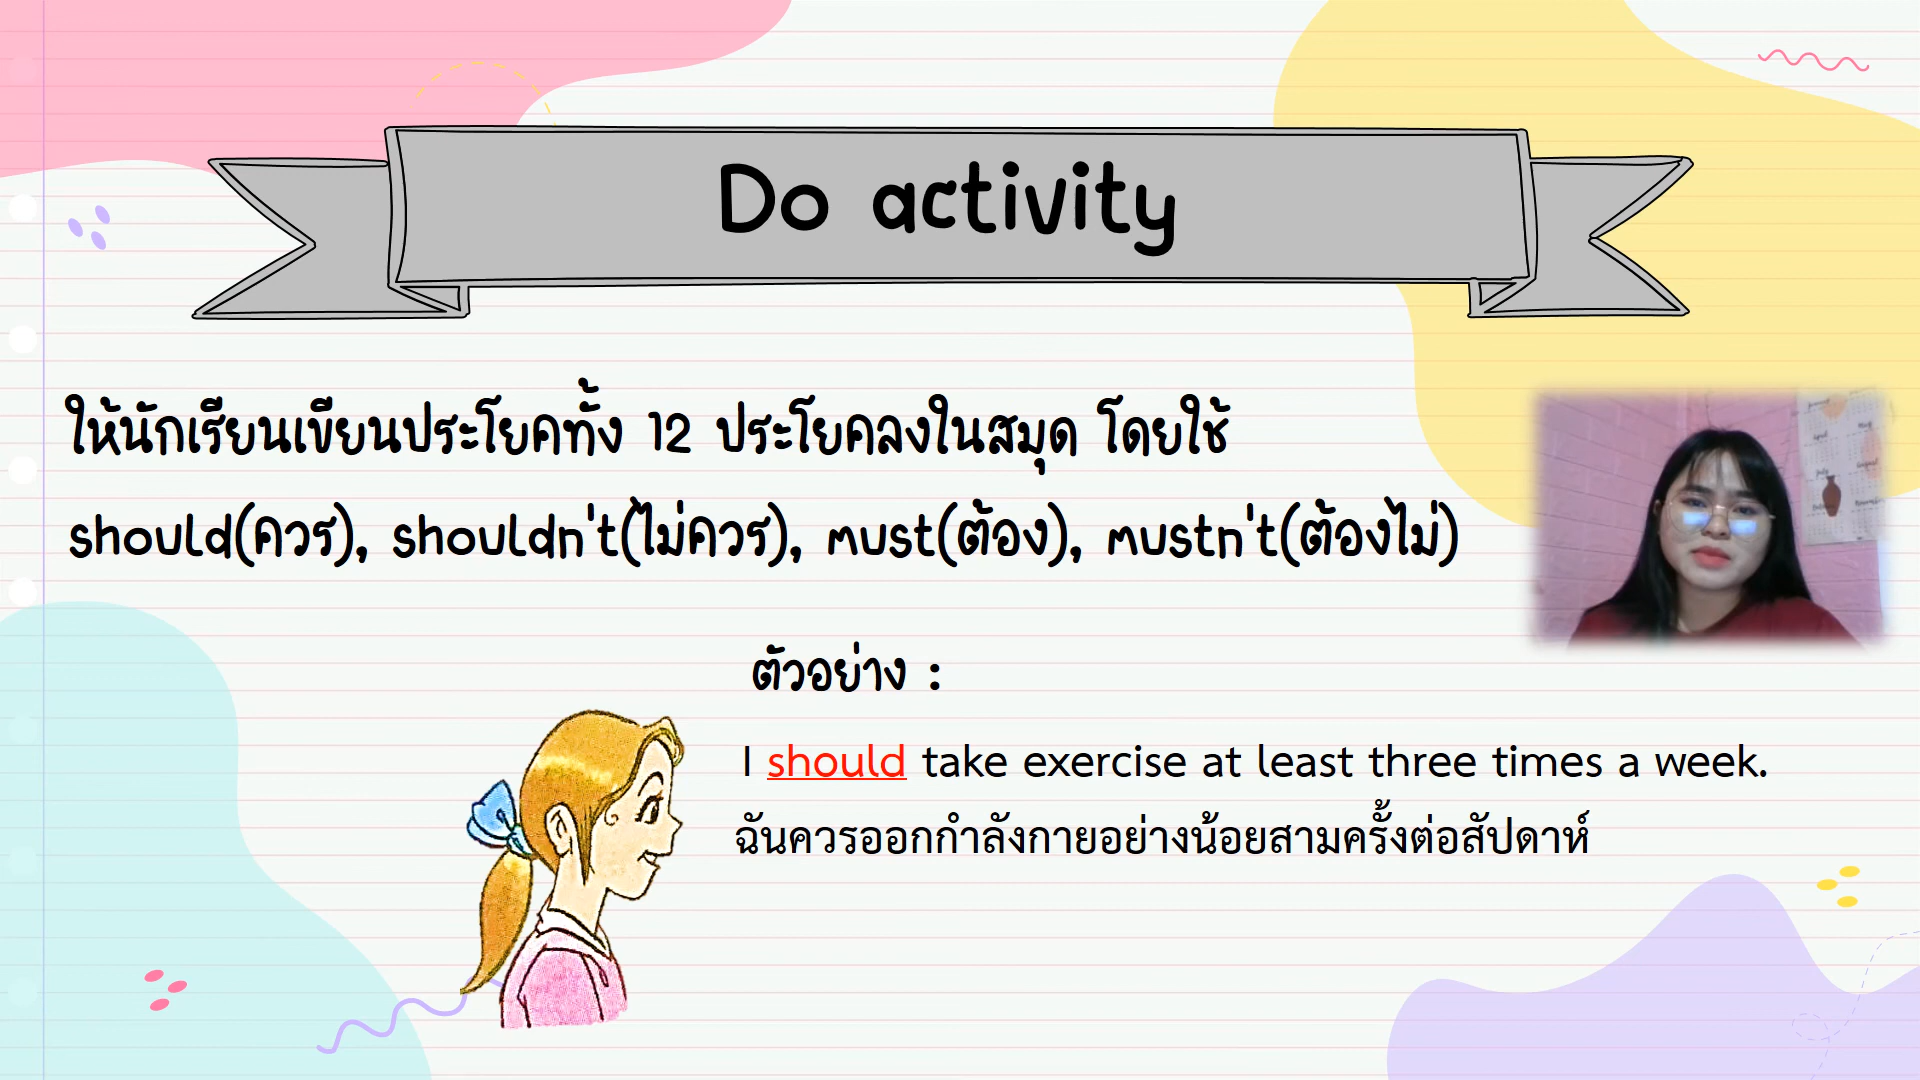 Do activity
ให้นักเรียนเขียนประโยคทั้ง 12 ประโยคลงในสมุด โดยใช้
should(ควร), shouldn't(ไม่ควร), must(ต้อง), mustn't(ต้องไม่)
ตัวอย่าง :
I should take exercise at least three times a week.
ฉันควรออกกำลังกายอย่างน้อยสามครั้งต่อสัปดาห์